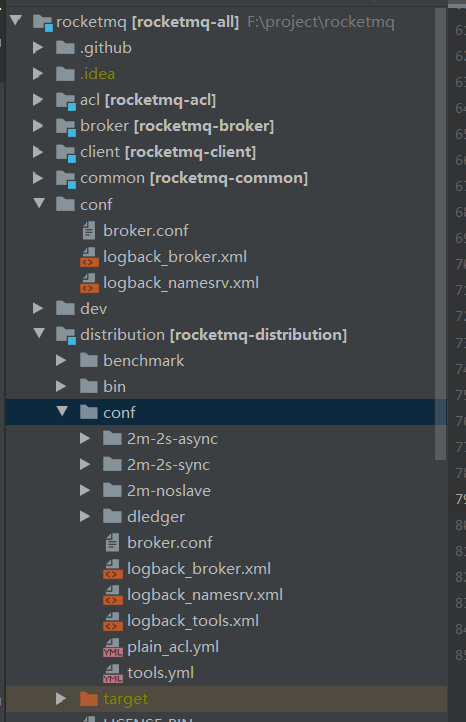 rocketmq [rocketmq-all] F:\project\rocketmq
.github
.idea
acl [rocketmq-acl]
broker [rocketmq-broker]
client [rocketmq-client]
common [rocketmq-common]
conf
broker.conf
logback_broker.xml
logback_namesrv.xml
dev
distribution [rocketmq-distribution]
benchmark
bin
conf
2m-2s-async
2m-2s-sync
2m-noslave
dledger
broker.conf
logback_broker.xml
logback_namesrv.xml
logback_tools.xml
plain_acl.yml
tools.yml
target